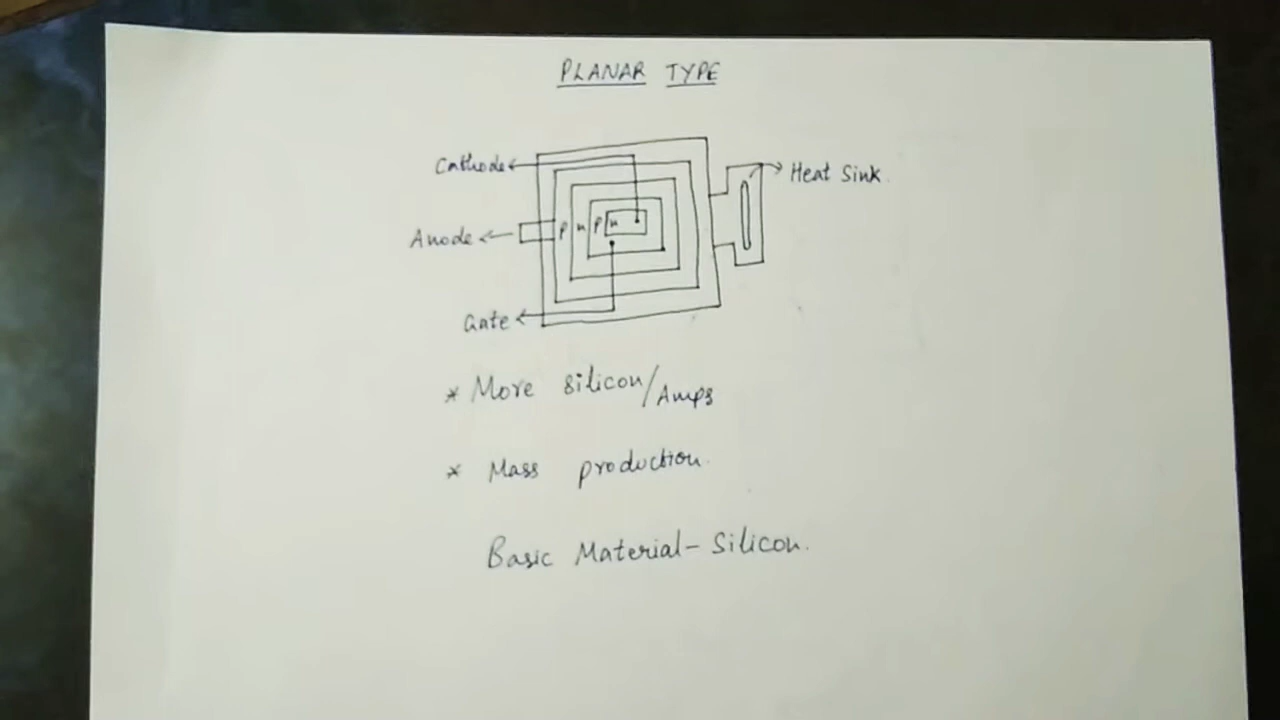 PLANAR TYPE
Cathode
Heat Sink.
Anode
p n p n
Gate
* More silicon/Amps
* Mass production.
Basic Material - Silicon.